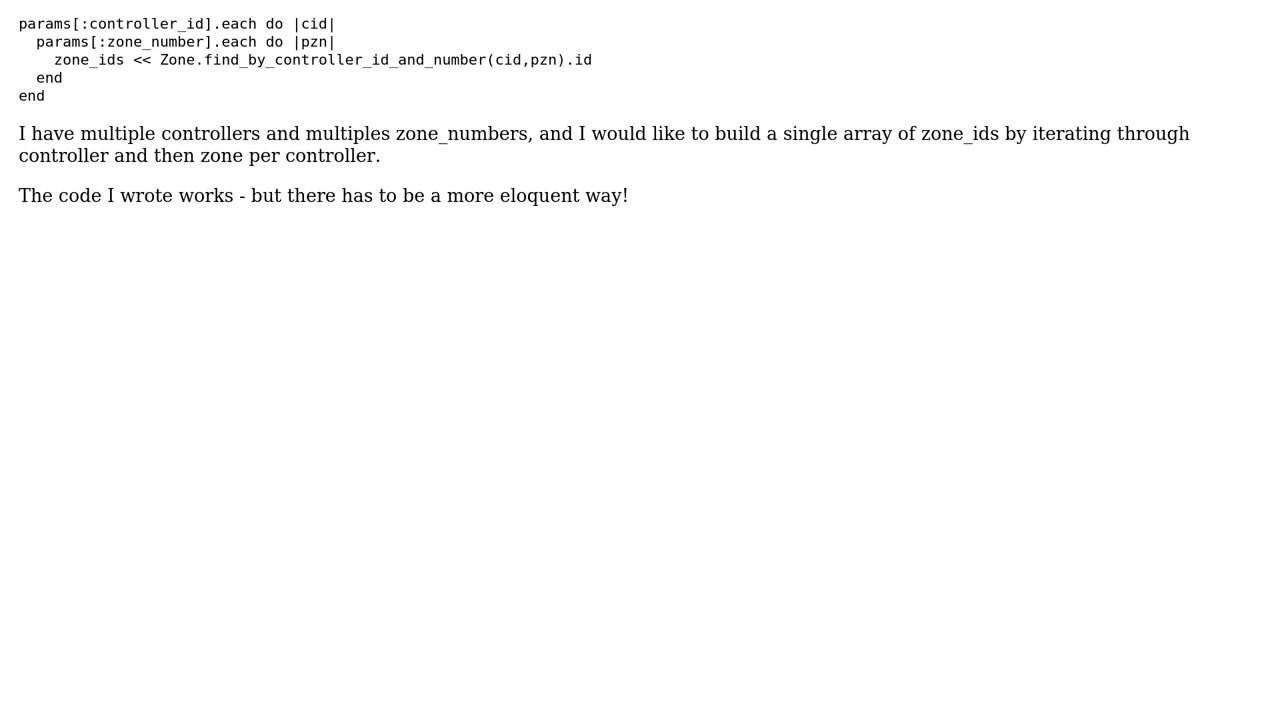 params[:controller_id].each do |cid|
  params[:zone_number].each do |pzn|
    zone_ids << Zone.find_by_controller_id_and_number(cid,pzn).id
  end
end
I have multiple controllers and multiples zone_numbers, and I would like to build a single array of zone_ids by iterating through
controller and then zone per controller.
The code I wrote works - but there has to be a more eloquent way!